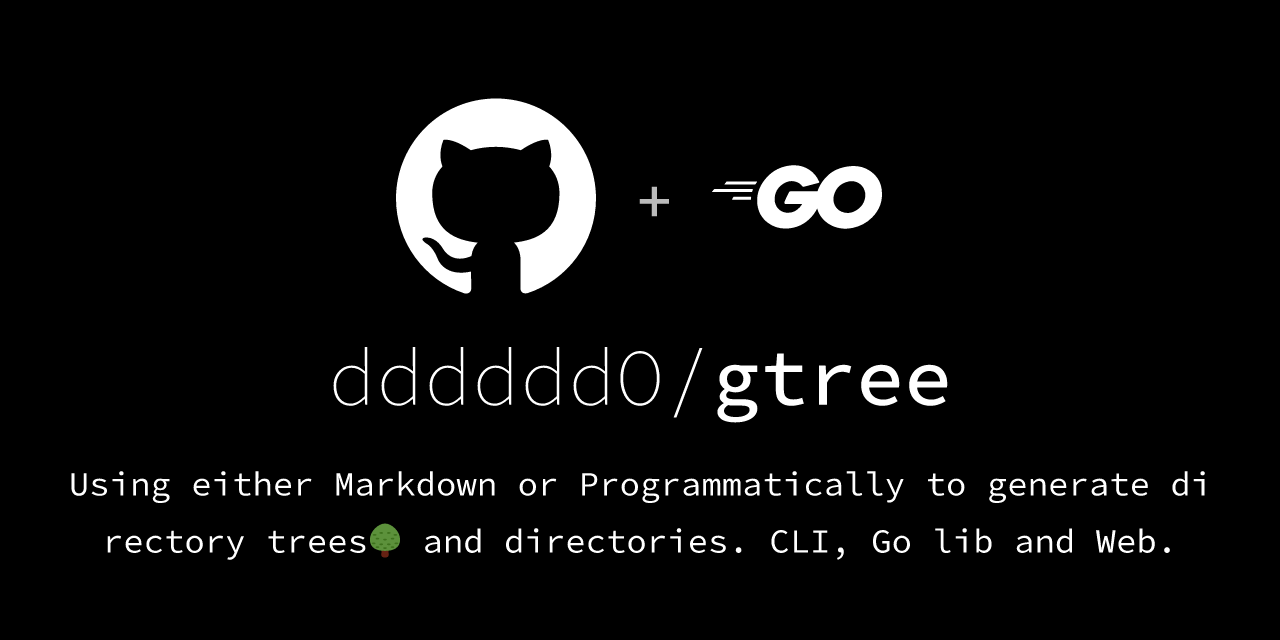 + GO
dddddd0/gtree
Using either Markdown or Programmatically to generate di
rectory trees🌳 and directories. CLI, Go lib and Web.